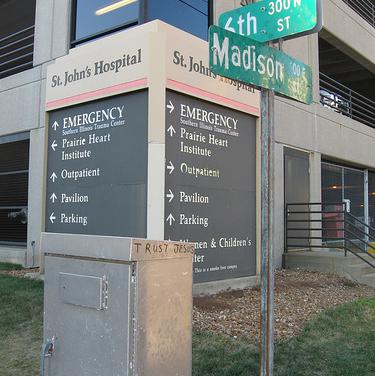 300 N
6th ST
Madison
St. John's Hospital
EMERGENCY
Southern Illinois Trauma Center
Prairie Heart
Institute
Outpatient
Pavilion
Parking
St. John's Hospital
EMERGENCY
Southern Illinois Trauma Center
Prairie Heart
Institute
Outpatient
Pavilion
Parking
& Children's
This is a smoke free campus
TRUST JESUS